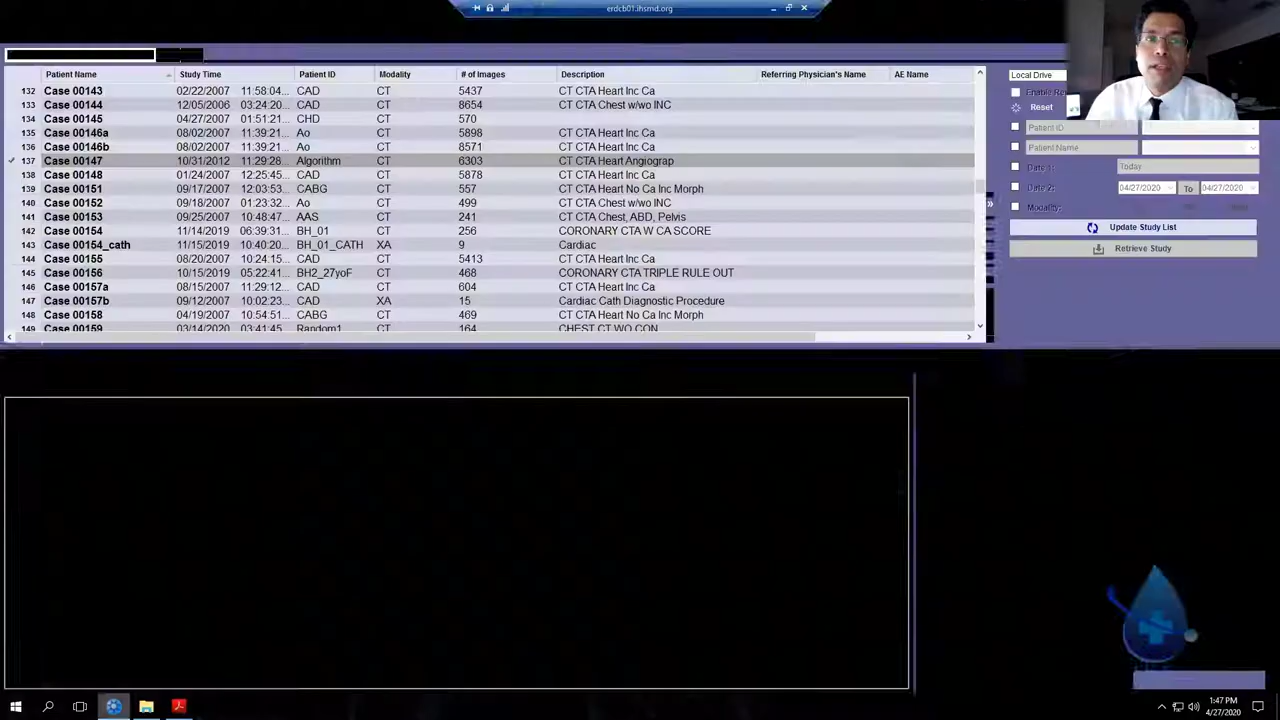 erdcb01.ihsmd.org
Patient Name Study Time Patient ID Modality # of Images Description Referring Physician's Name AE Name
132 Case 00143 02/22/2007 11:58:04... CAD CT 5437 CT CTA Heart Inc Ca
133 Case 00144 12/05/2006 03:24:20... CAD CT 8654 CT CTA Chest w/wo INC
134 Case 00145 04/27/2007 01:51:21... CHD CT 570
135 Case 00146a 08/02/2007 11:39:21... Ao CT 5898 CT CTA Heart Inc Ca
136 Case 00146b 08/02/2007 11:39:21... Ao CT 8571 CT CTA Heart Inc Ca
137 Case 00147 10/31/2012 11:29:28... Algorithm CT 6303 CT CTA Heart Angiograp
138 Case 00148 01/24/2007 12:25:45... CAD CT 5878 CT CTA Heart Inc Ca
139 Case 00151 09/17/2007 12:03:53... CABG CT 557 CT CTA Heart No Ca Inc Morph
140 Case 00152 09/18/2007 01:23:32... Ao CT 499 CT CTA Chest w/wo INC
141 Case 00153 09/25/2007 10:48:47... AAS CT 241 CT CTA Chest, ABD, Pelvis
142 Case 00154 11/14/2019 06:39:31... BH_01 CT 256 CORONARY CTA W CA SCORE
143 Case 00154_cath 11/15/2019 10:40:20... BH_01_CATH XA 9 Cardiac
144 Case 00155 08/20/2007 10:24:15... CAD CT 5413 CT CTA Heart Inc Ca
145 Case 00156 10/15/2019 05:22:41... BH2_27yoF CT 468 CORONARY CTA TRIPLE RULE OUT
146 Case 00157a 08/15/2007 11:29:12... CAD CT 604 CT CTA Heart Inc Ca
147 Case 00157b 09/12/2007 10:02:23... CAD XA 15 Cardiac Cath Diagnostic Procedure
148 Case 00158 04/19/2007 10:54:51... CABG CT 469 CT CTA Heart No Ca Inc Morph
149 Case 00159 03/14/2020 03:41:45... Random1 CT 164 CHEST CT WO CON
Local Drive
Reset
Patient ID
Patient Name
Date 1: Today
Date 2: 04/27/2020 To 04/27/2020
Modality:
Update Study List
Retrieve Study
1:47 PM
4/27/2020